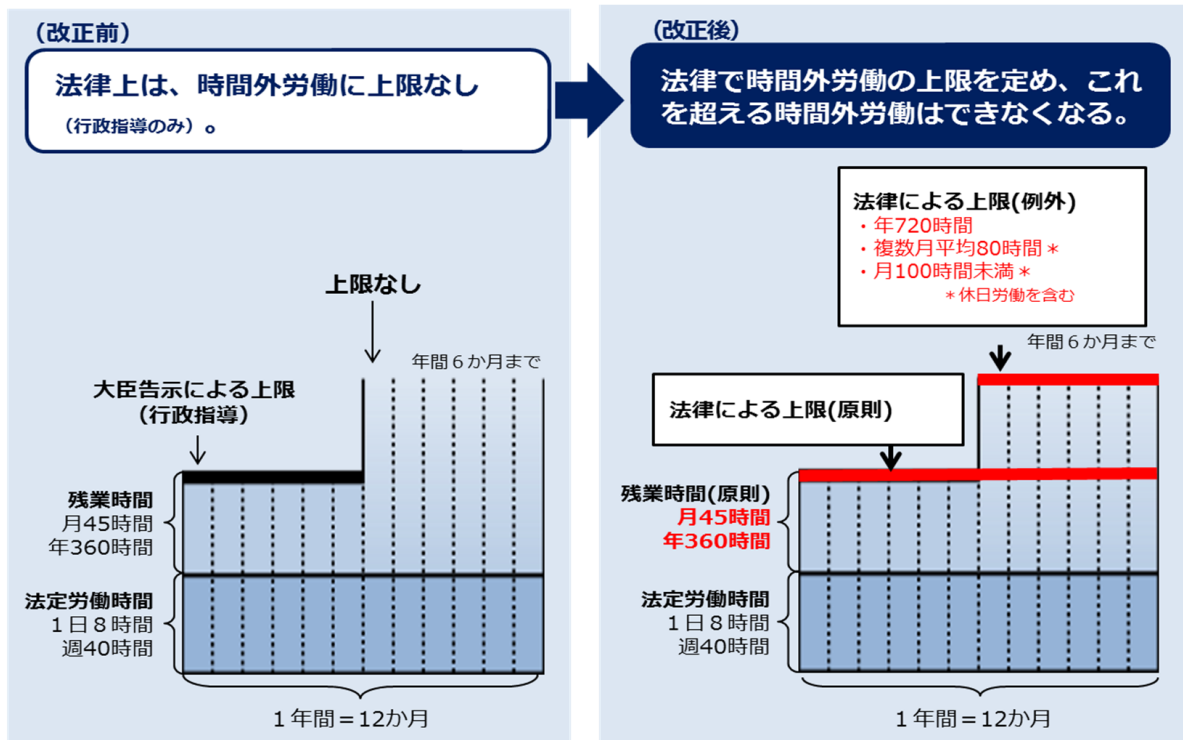 （改正前）
法律上は、時間外労働に上限なし
（行政指導のみ）。
上限なし
年間６か月まで
大臣告示による上限
（行政指導）
残業時間
月45時間
年360時間
法定労働時間
１日８時間
週40時間
１年間＝12か月
（改正後）
法律で時間外労働の上限を定め、これ
を超える時間外労働はできなくなる。
法律による上限(例外)
・年720時間
・複数月平均80時間＊
・月100時間未満＊
＊休日労働を含む
年間６か月まで
法律による上限(原則)
残業時間(原則)
月45時間
年360時間
法定労働時間
１日８時間
週40時間
１年間＝12か月